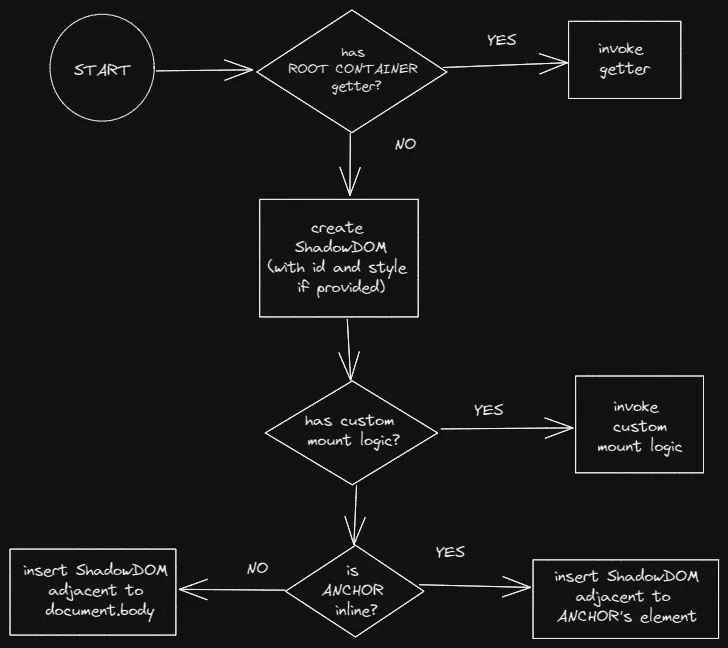 START
has
ROOT CONTAINER
getter?
YES
invoke
getter
NO
create
ShadowDOM
(with id and style
if provided)
has custom
mount logic?
YES
invoke
custom
mount logic
is
ANCHOR
inline?
NO
insert ShadowDOM
adjacent to
document.body
YES
insert ShadowDOM
adjacent to
ANCHOR's element